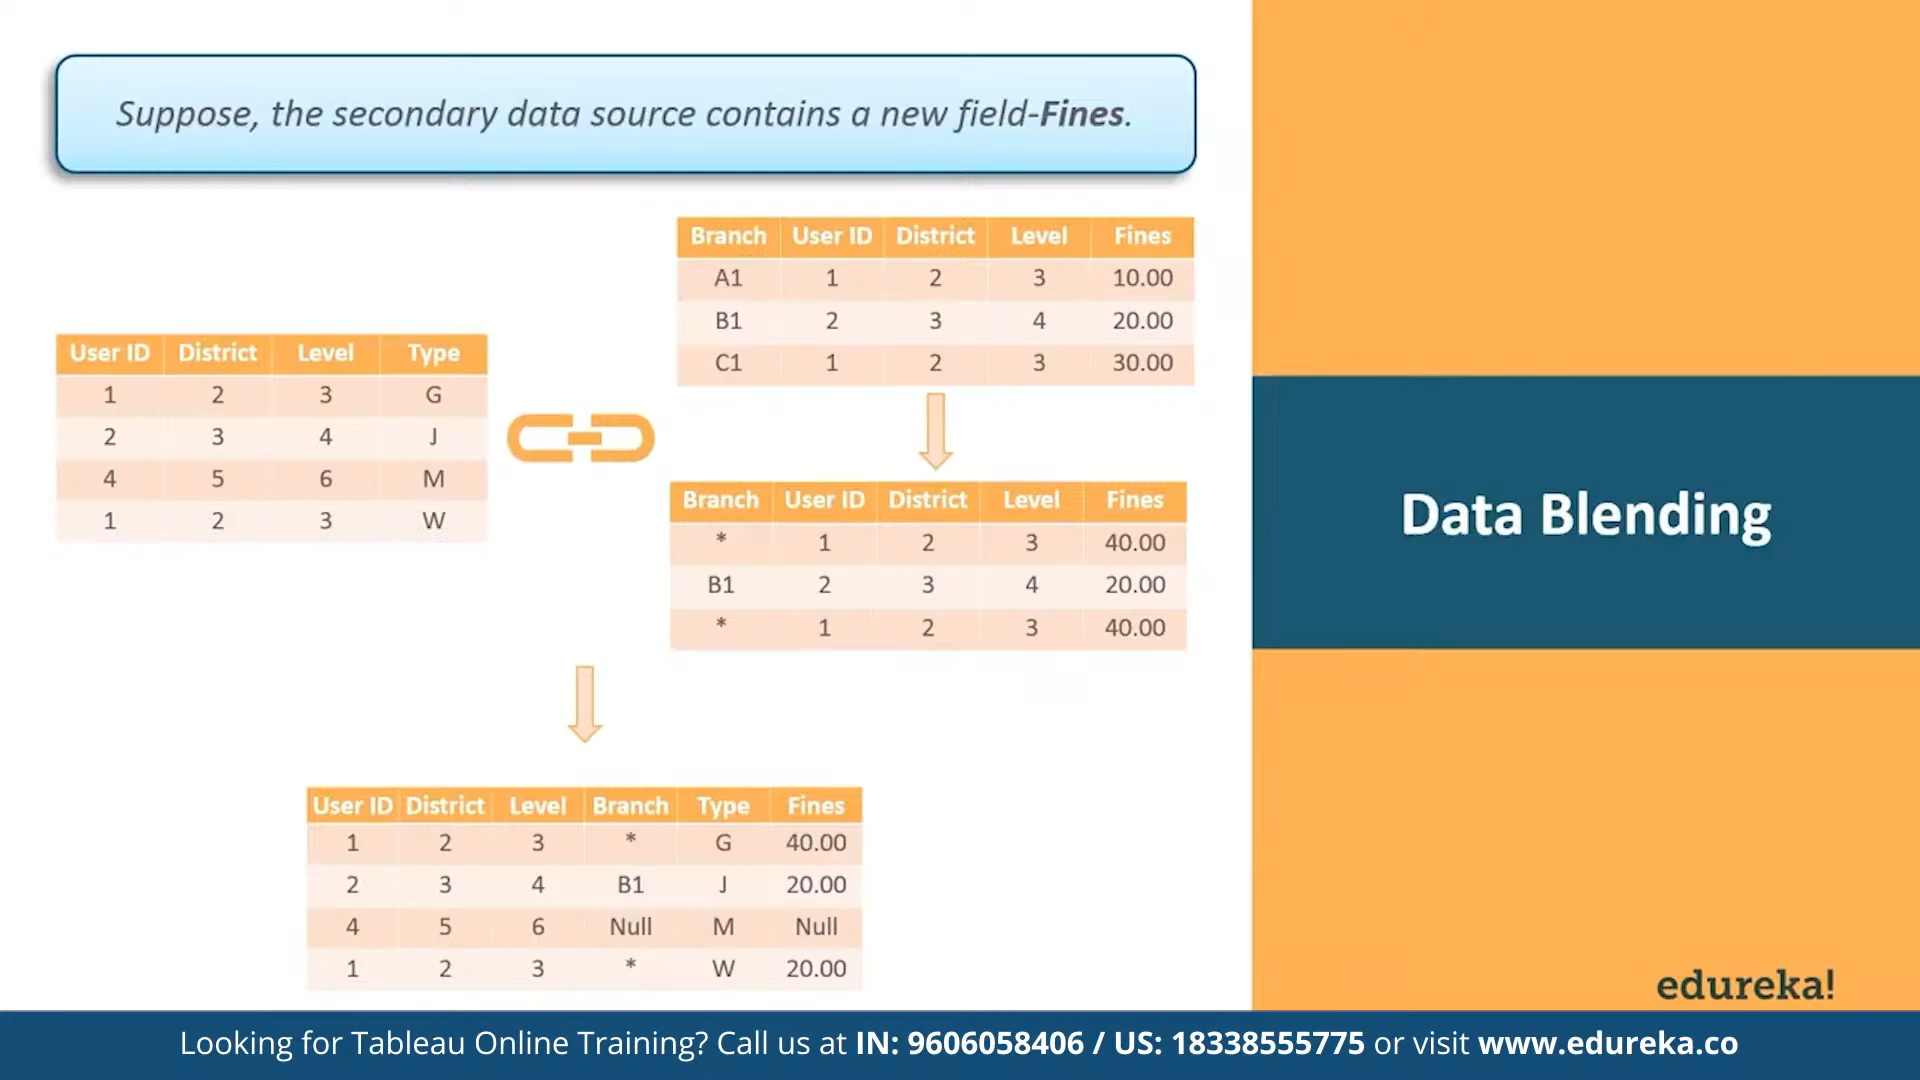 Suppose, the secondary data source contains a new field-Fines.
Branch User ID District Level Fines
A1 1 2 3 10.00
B1 2 3 4 20.00
C1 1 2 3 30.00
User ID District Level Type
1 2 3 G
2 3 4 J
4 5 6 M
1 2 3 W
Branch User ID District Level Fines
* 1 2 3 40.00
B1 2 3 4 20.00
* 1 2 3 40.00
User ID District Level Branch Type Fines
1 2 3 * G 40.00
2 3 4 B1 J 20.00
4 5 6 Null M Null
1 2 3 * W 20.00
Data Blending
edureka!
Looking for Tableau Online Training? Call us at IN: 9606058406 / US: 18338555775 or visit www.edureka.co